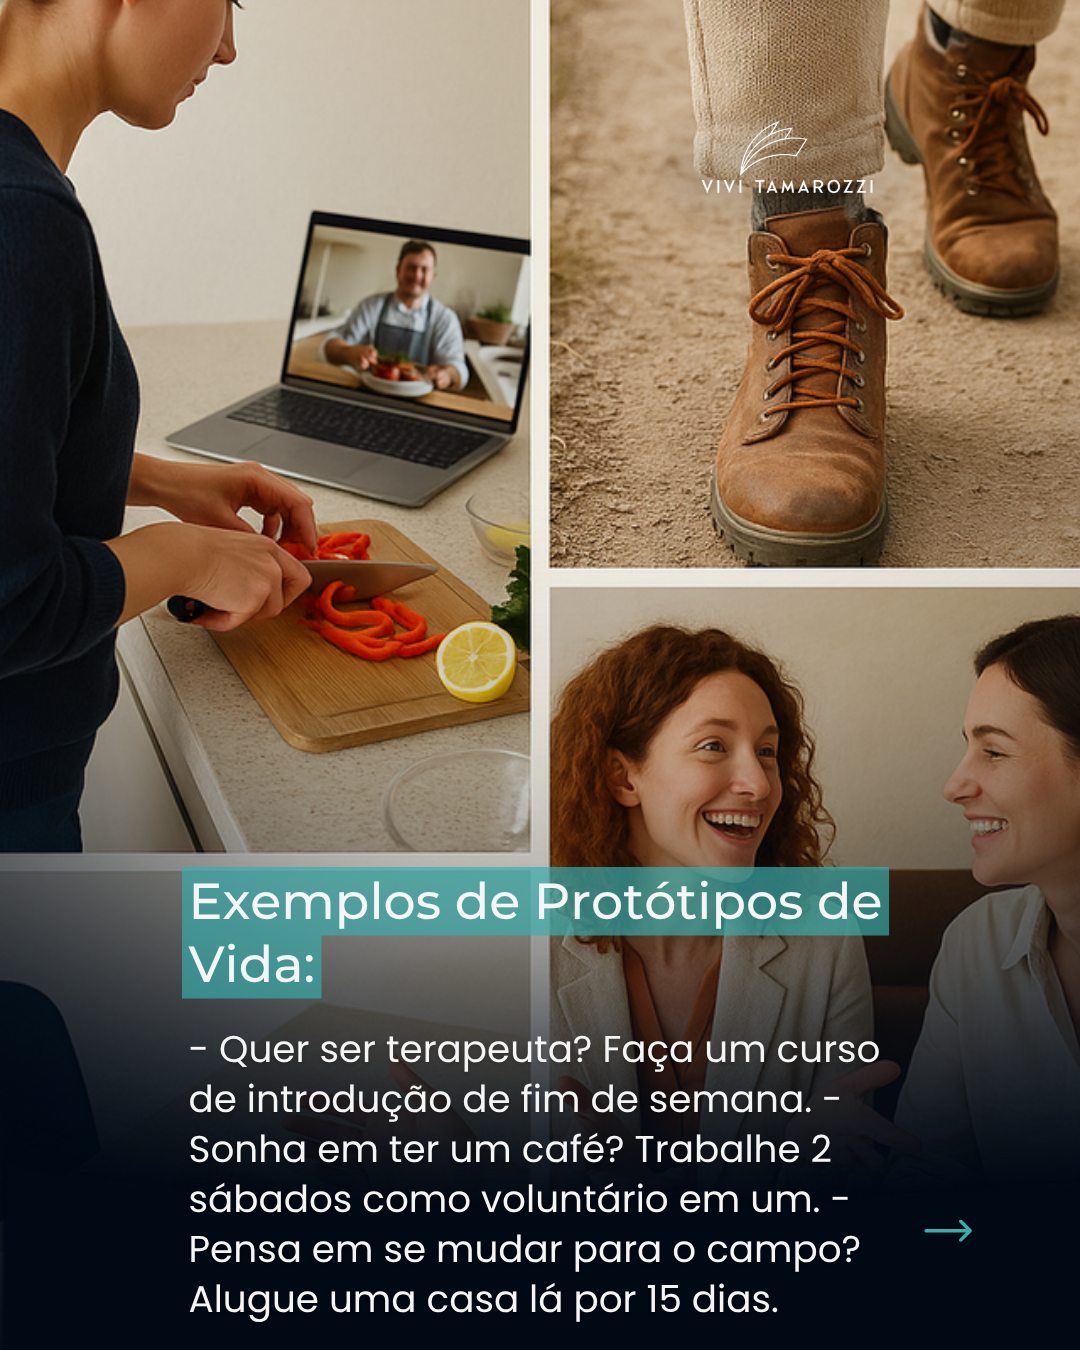 VIVI TAMAROZZI
Exemplos de Protótipos de
Vida:
- Quer ser terapeuta? Faça um curso
de introdução de fim de semana. -
Sonha em ter um café? Trabalhe 2
sábados como voluntário em um. -
Pensa em se mudar para o campo?
Alugue uma casa lá por 15 dias.